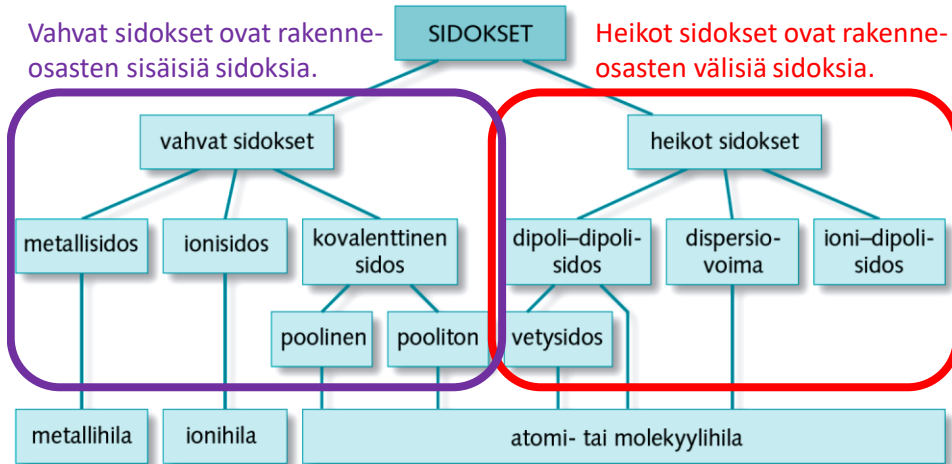 Vahvat sidokset ovat rakenne-
osasten sisäisiä sidoksia.
SIDOKSET
Heikot sidokset ovat rakenne-
osasten välisiä sidoksia.
vahvat sidokset
heikot sidokset
metallisidos
ionisidos
kovalenttinen
sidos
dipoli–dipoli-
sidos
dispersio-
voima
ioni–dipoli-
sidos
poolinen
pooliton
vetysidos
metallihila
ionihila
atomi- tai molekyylihila